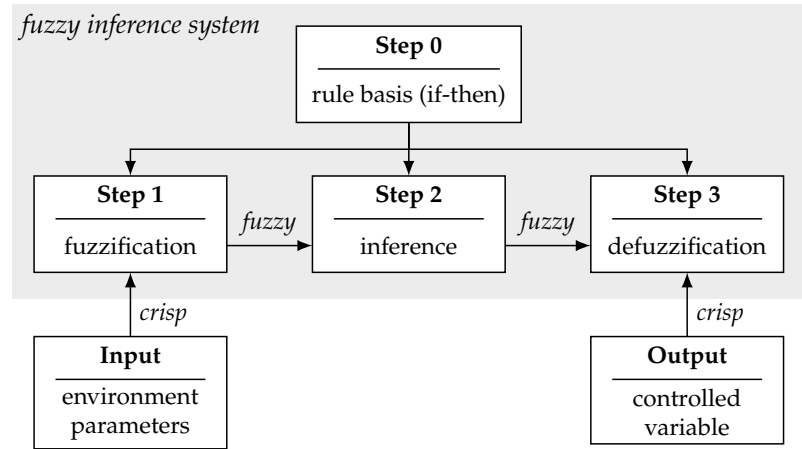 fuzzy inference system
Step 0
rule basis (if-then)
Step 1
fuzzification
fuzzy
Step 2
inference
fuzzy
Step 3
defuzzification
crisp
crisp
Input
environment
parameters
Output
controlled
variable